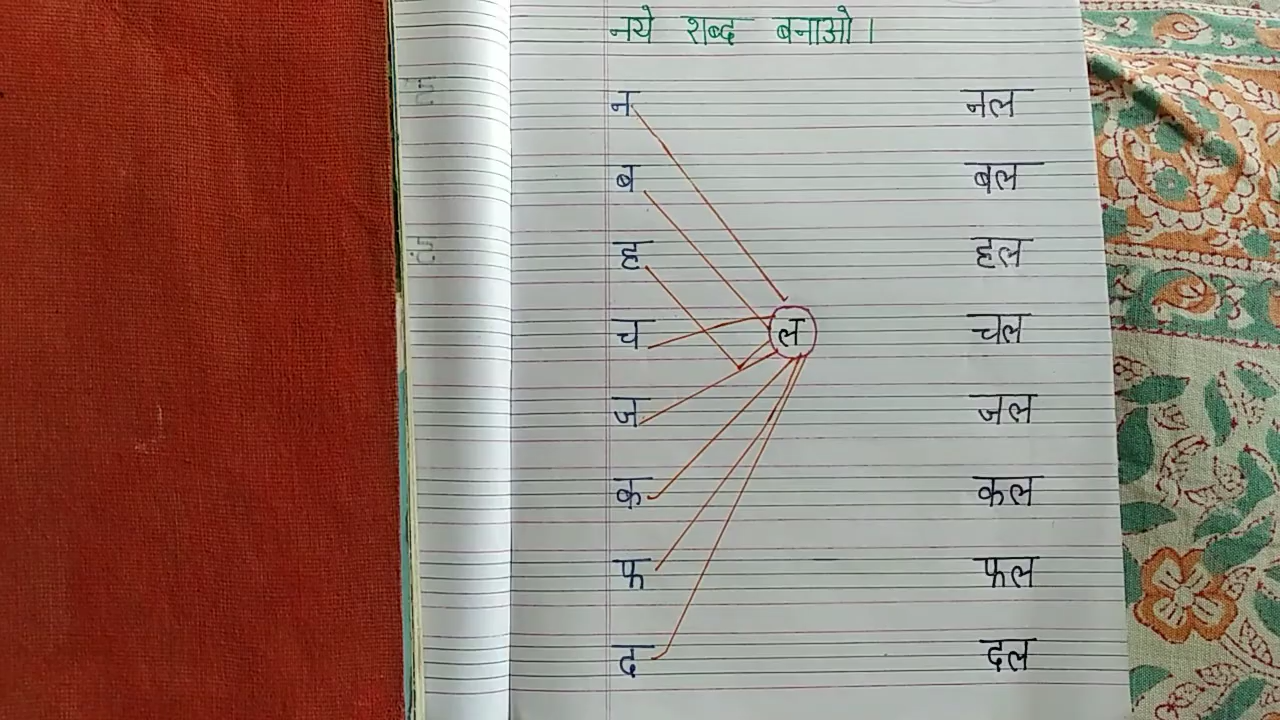 नये शब्द बनाओ।
न नल
ब बल
ह हल
च ल चल
ज जल
क कल
फ फल
द दल